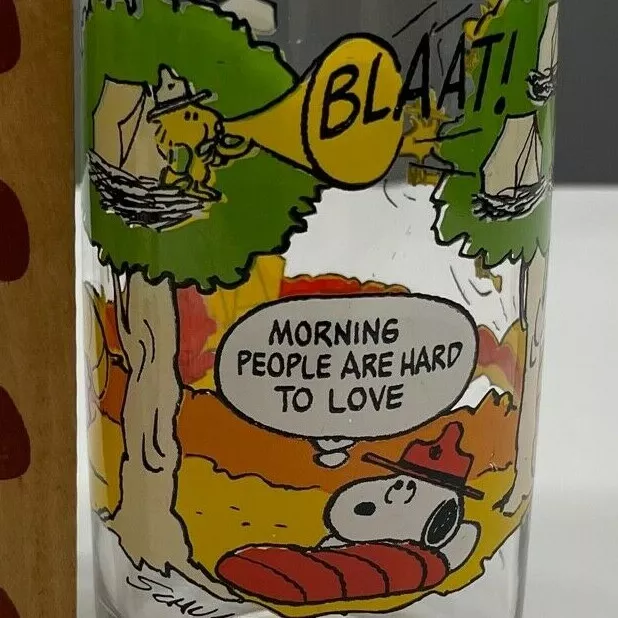 BLAAT!
MORNING
PEOPLE ARE HARD
TO LOVE